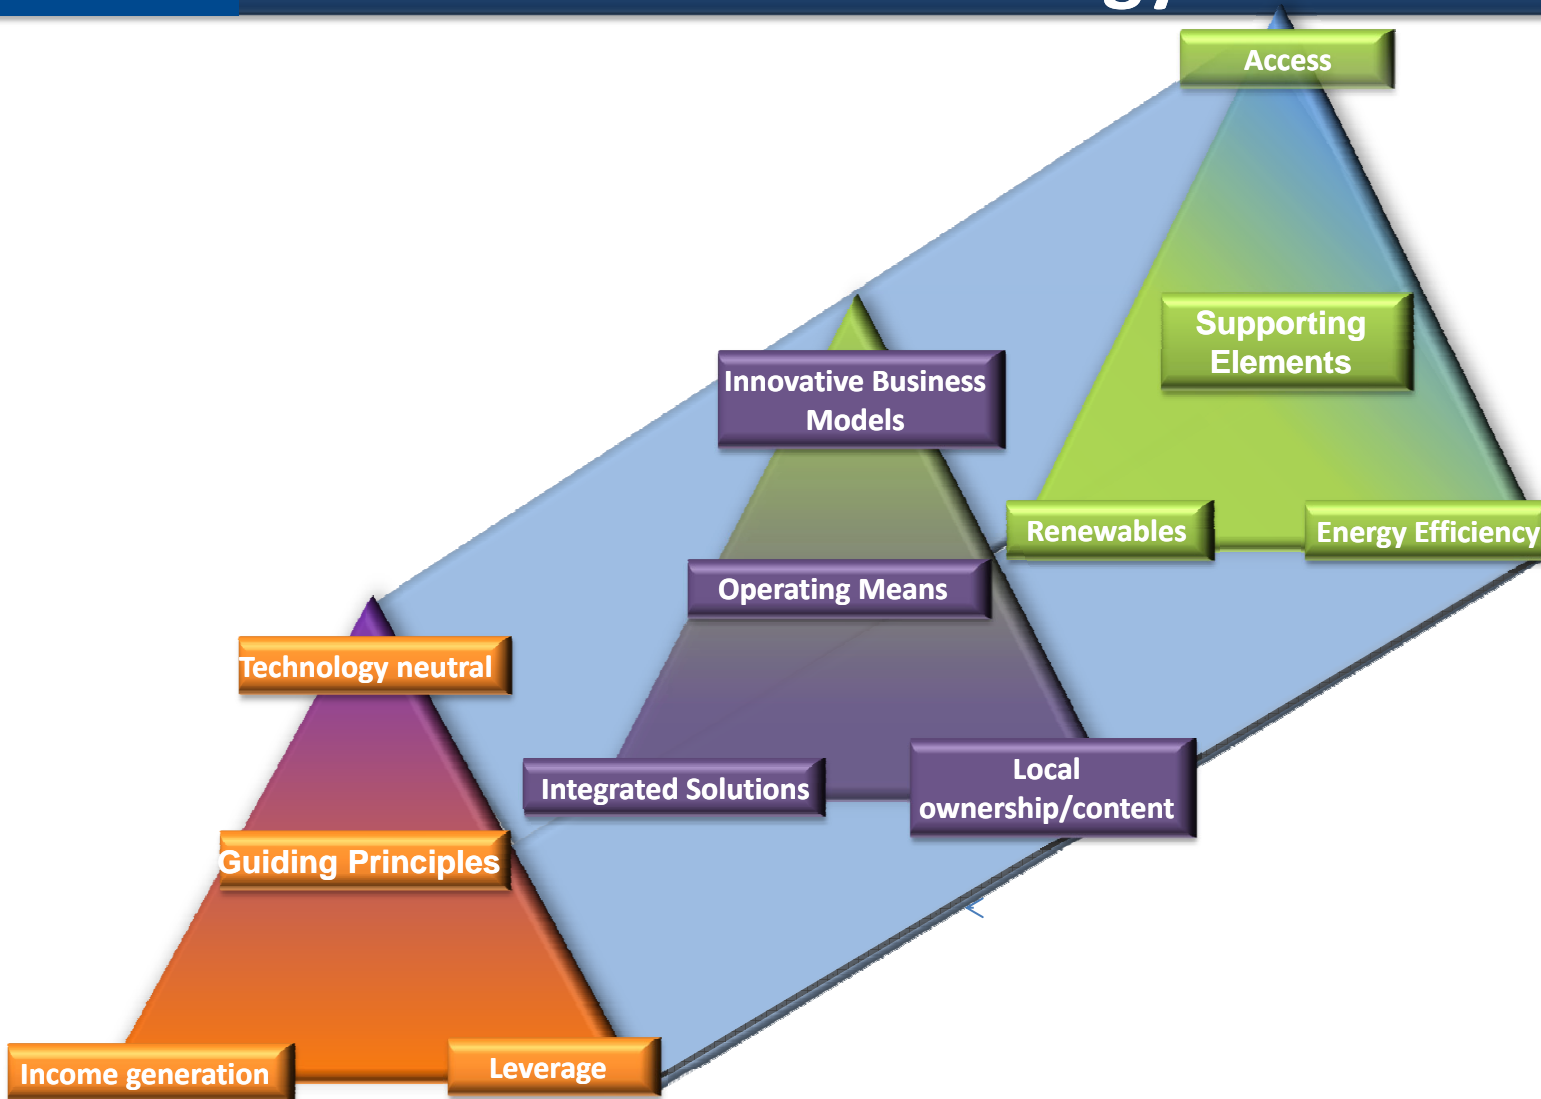 Access
Supporting
Elements
Innovative Business
Models
Renewables
Energy Efficiency
Operating Means
Technology neutral
Integrated Solutions
Local
ownership/content
Guiding Principles
Income generation
Leverage